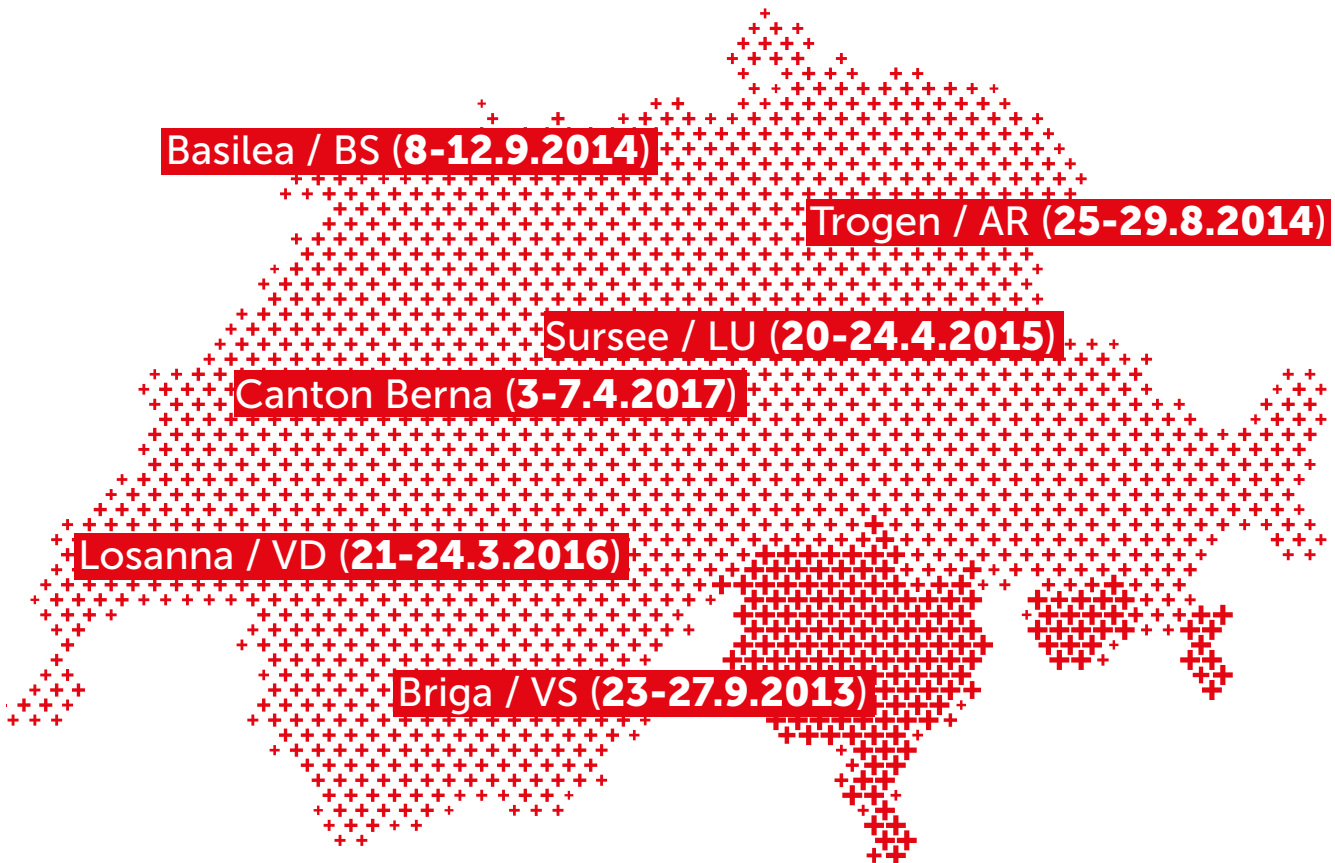 Basilea / BS (8-12.9.2014)
Trogen / AR (25-29.8.2014)
Sursee / LU (20-24.4.2015)
Canton Berna (3-7.4.2017)
Losanna / VD (21-24.3.2016)
Briga / VS (23-27.9.2013)